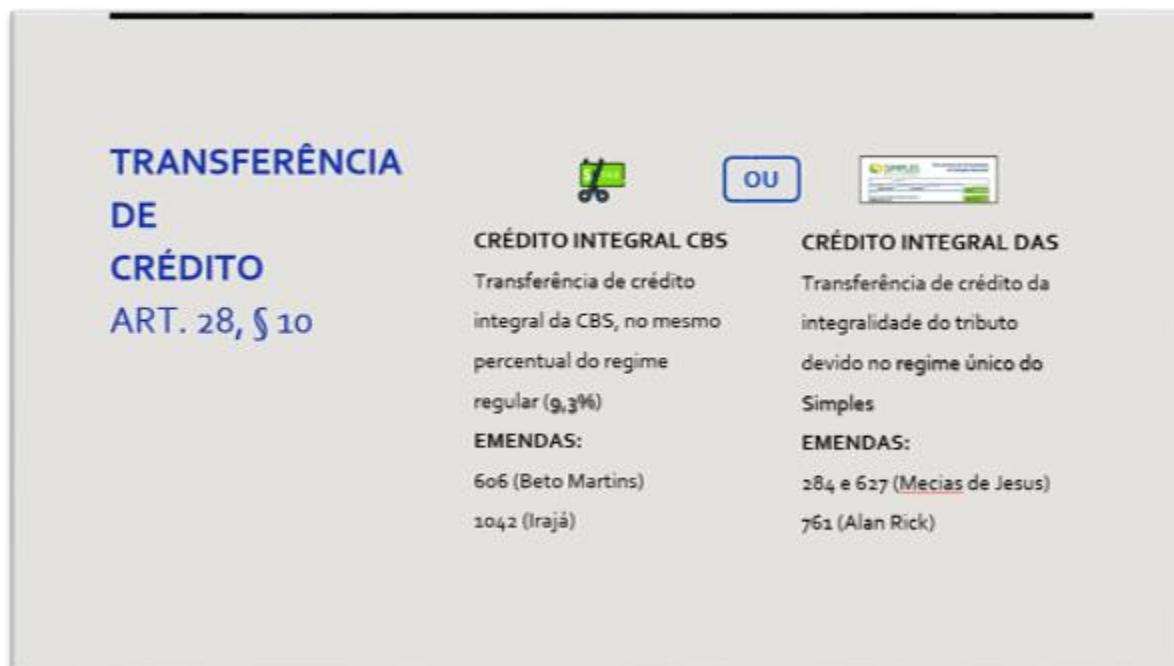 TRANSFERÊNCIA
DE
CRÉDITO
ART. 28, § 10
OU
SIMPLES
CRÉDITO INTEGRAL CBS
Transferência de crédito
integral da CBS, no mesmo
percentual do regime
regular (9,3%)
EMENDAS:
606 (Beto Martins)
1042 (Irajá)
CRÉDITO INTEGRAL DAS
Transferência de crédito da
integralidade do tributo
devido no regime único do
Simples
EMENDAS:
284 e 627 (Mecias de Jesus)
761 (Alan Rick)